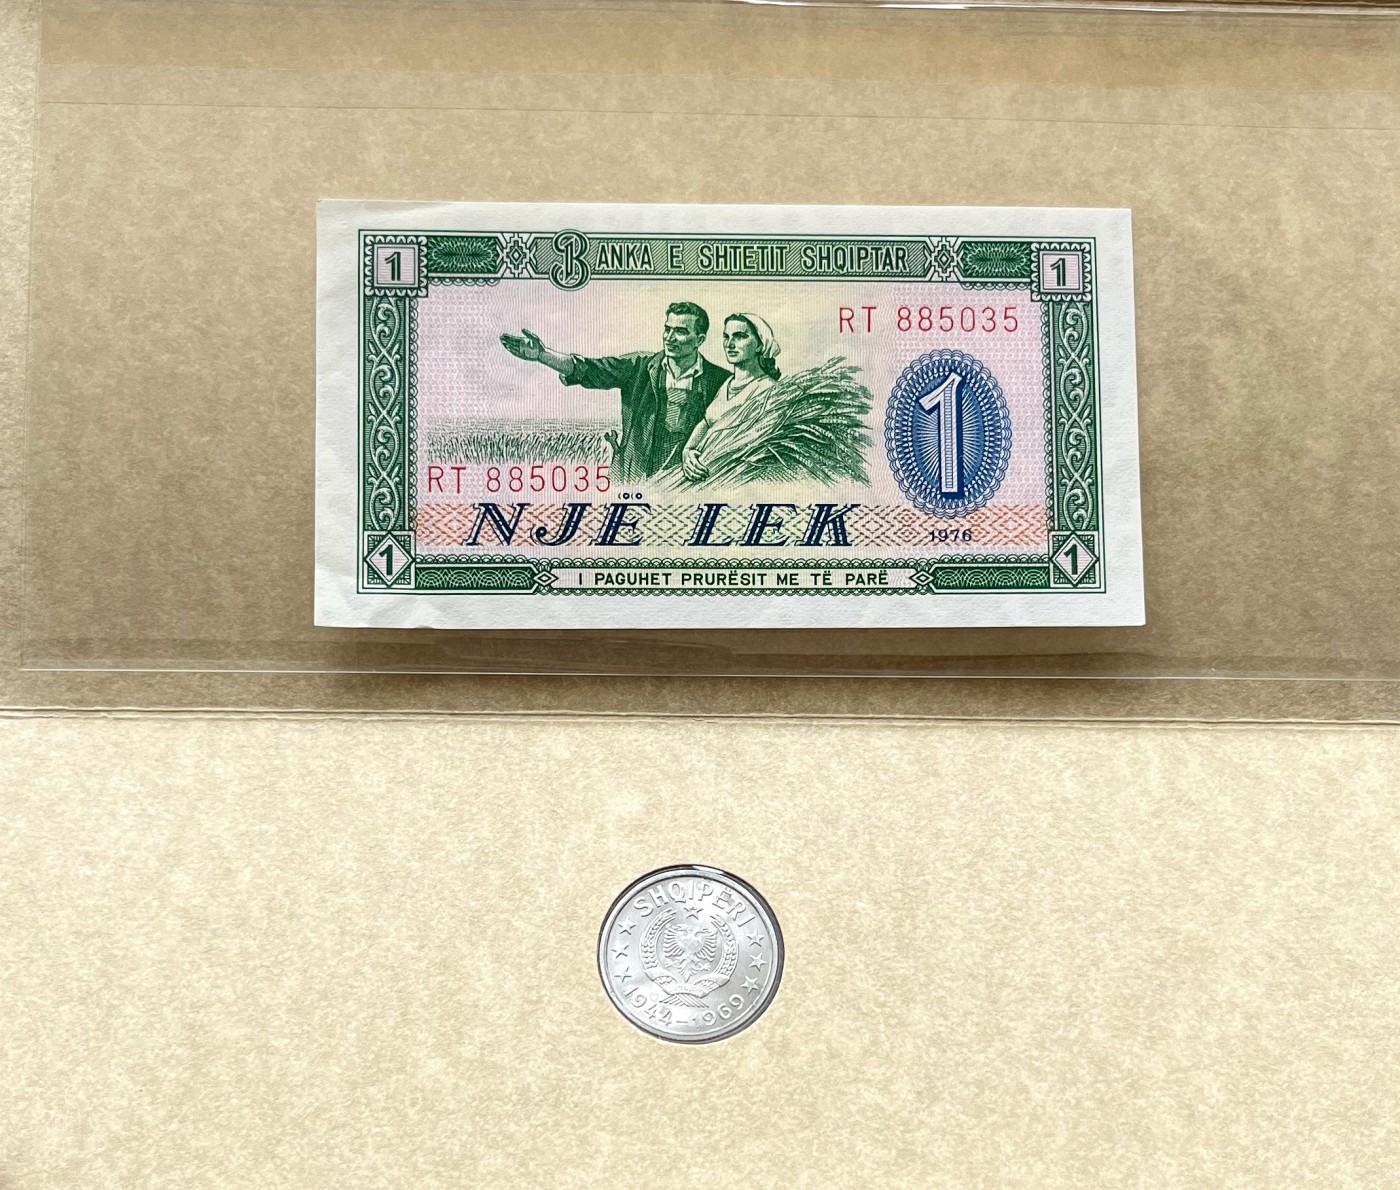 1 BANKA E SHTETIT SHQIPTAR 1
RT 885035
1
RT 885035
NJË LEK 1976
1 I PAGUHET PRURËSIT ME TË PARË 1
SHQIPËRI
1944-1969